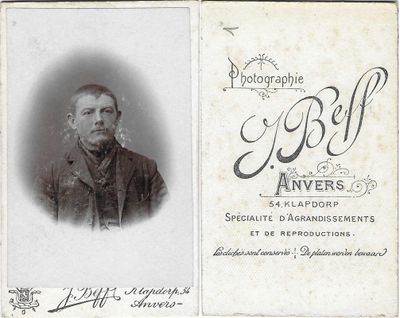 J. Beff Klapdorp, 54
Anvers-
Photographie
J. Beff
ANVERS
54, KLAPDORP
SPÉCIALITÉ D'AGRANDISSEMENTS
ET DE REPRODUCTIONS.
Les clichés sont conservés. De platen worden bewaard